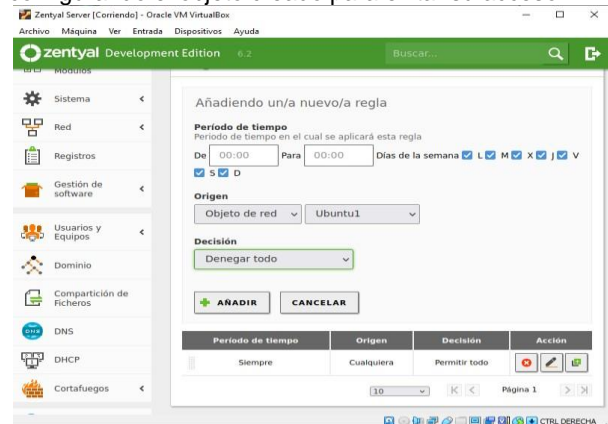 Zentyal Server [Corriendo] - Oracle VM VirtualBox
Archivo Máquina Ver Entrada Dispositivos Ayuda
zentyal Development Edition 6.2 Buscar...
Módulos
Sistema
Red
Registros
Gestión de software
Usuarios y Equipos
Dominio
Compartición de Ficheros
DNS
DHCP
Cortafuegos
Añadiendo un/a nuevo/a regla
Período de tiempo
Periodo de tiempo en el cual se aplicará esta regla
De 00:00 Para 00:00 Días de la semana L M X J V
S D
Origen
Objeto de red Ubuntu1
Decisión
Denegar todo
AÑADIR CANCELAR
Período de tiempo Origen Decisión Acción
Siempre Cualquiera Permitir todo
10 Página 1
CTRL DERECHA